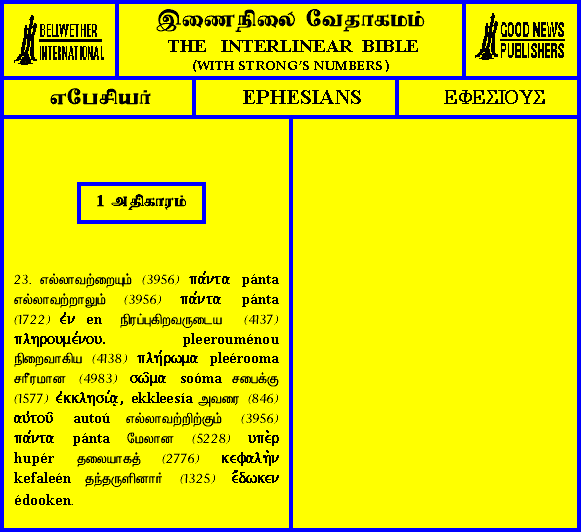 BELLWETHER
INTERNATIONAL
இணைநிலை வேதாகமம்
THE INTERLINEAR BIBLE
(WITH STRONG'S NUMBERS)
GOOD NEWS
PUBLISHERS
எபேசியர்
EPHESIANS
ΕΦΕΣΙΟΥΣ
1 அதிகாரம்
23. எல்லாவற்றையும் (3956) πάντα pánta
எல்லாவற்றாலும் (3956) πάντα pánta
(1722) ἐν en நிரப்புகிறவருடைய (4137)
πληρουμένου. pleerouménou
நிறைவாகிய (4138) πλήρωμα pleérooma
சரீரமான (4983) σῶμα soóma சபைக்கு
(1577) ἐκκλησίᾳ, ekkleesía அவரை (846)
αὐτοῦ autoú எல்லாவற்றிற்கும் (3956)
πάντα pánta மேலான (5228) υπὲρ
hupér தலையாகத் (2776) κεφαλὴν
kefaleén தந்தருளினார் (1325) ἔδωκεν
édooken.